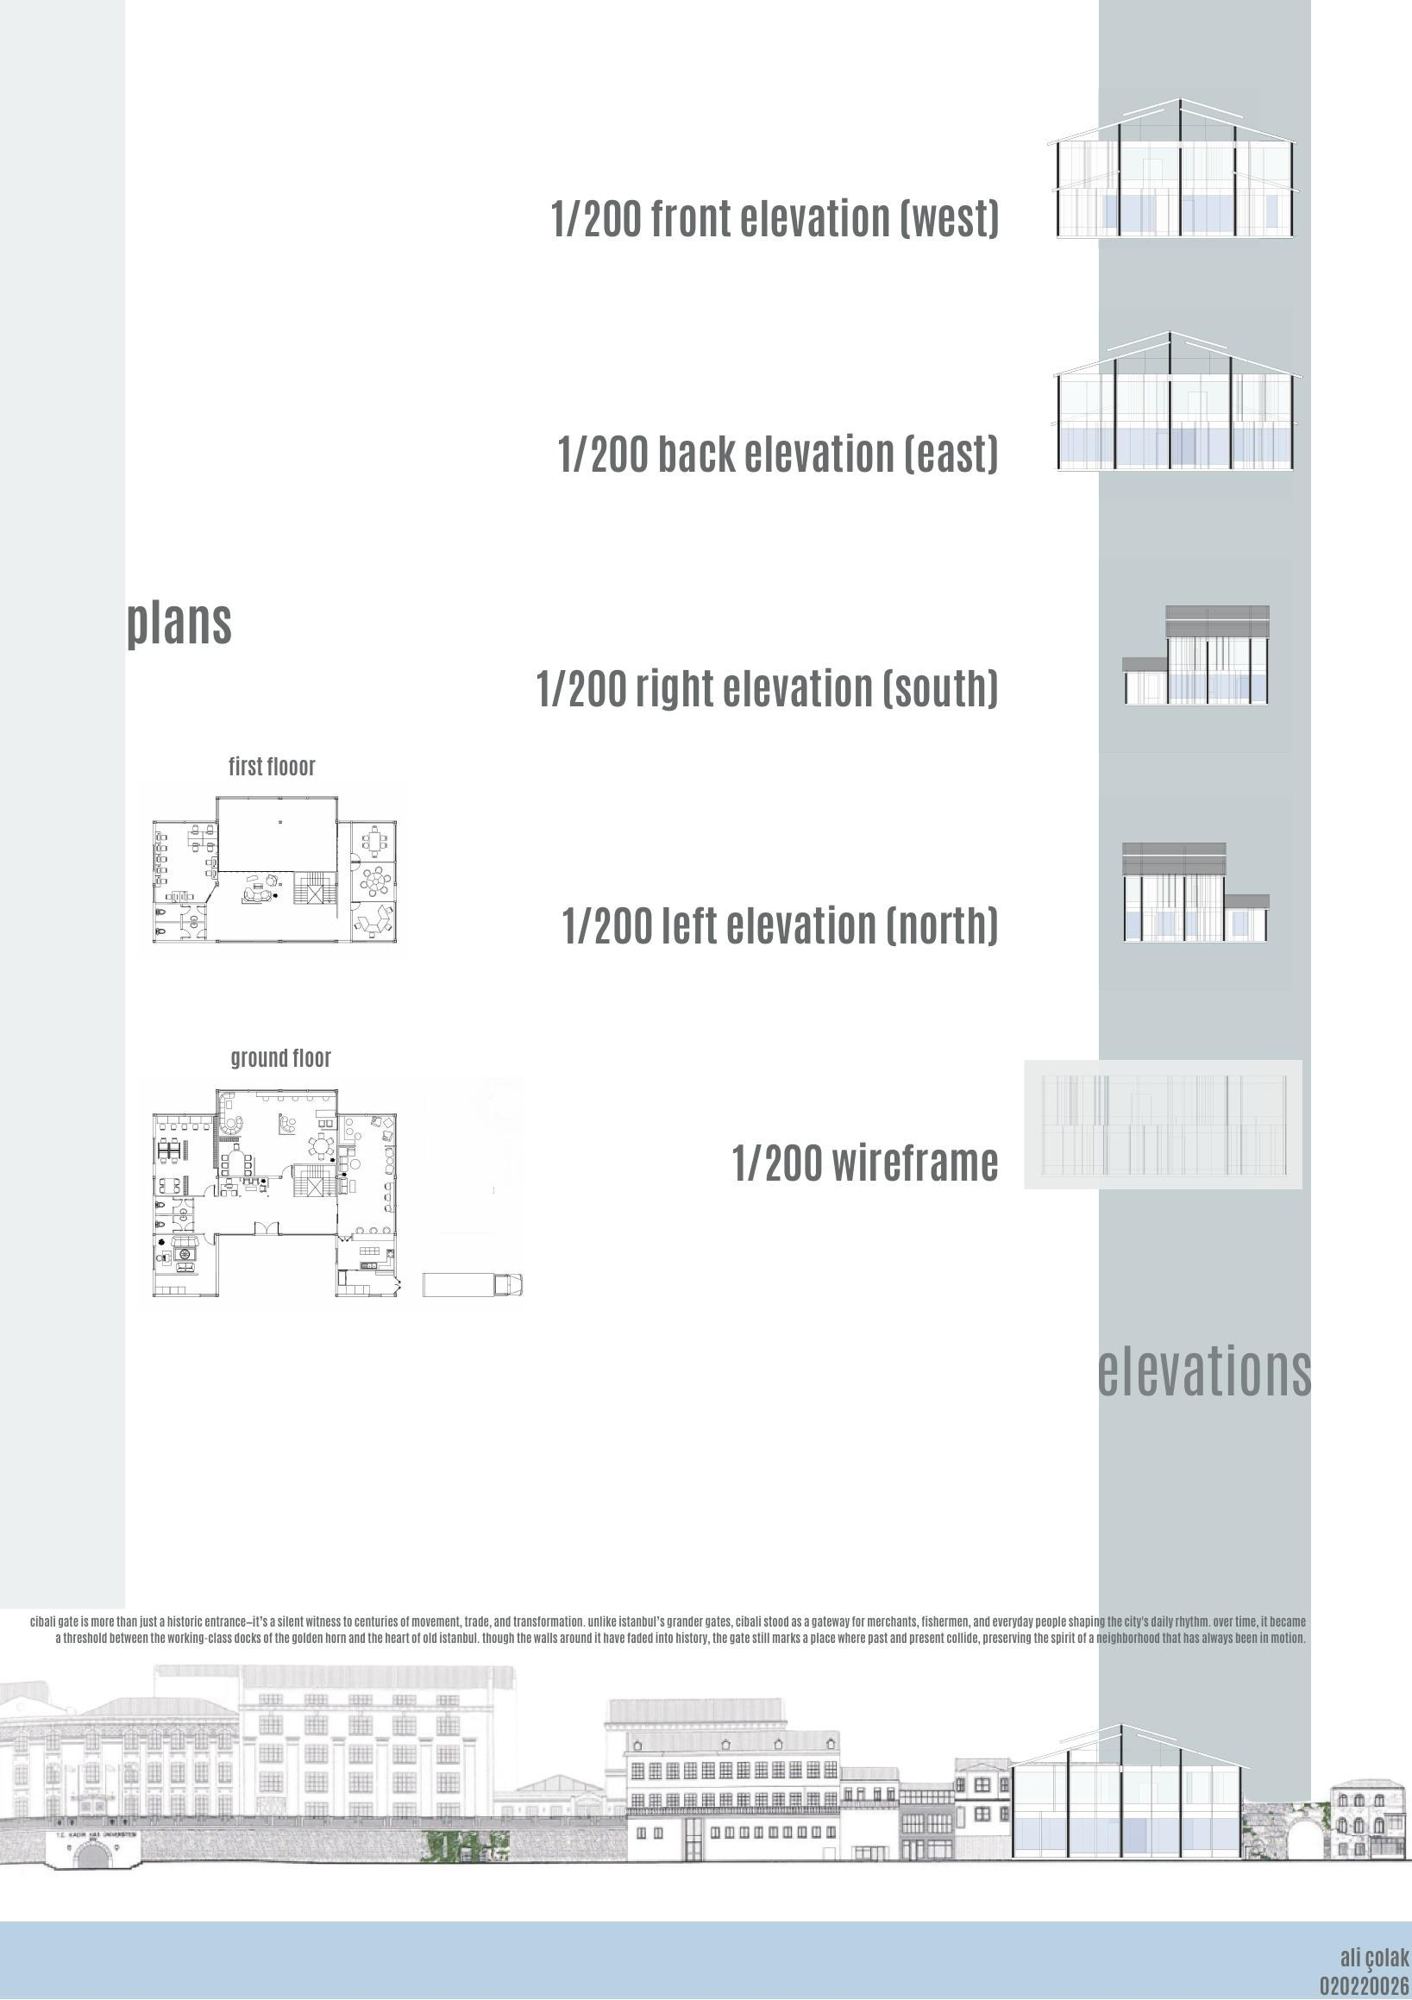 1/200 front elevation (west)
1/200 back elevation (east)
plans
1/200 right elevation (south)
first flooor
1/200 left elevation (north)
ground floor
1/200 wireframe
elevations
cibali gate is more than just a historic entrance—it's a silent witness to centuries of movement, trade, and transformation. unlike istanbul's grander gates, cibali stood as a gateway for merchants, fishermen, and everyday people shaping the city's daily rhythm. over time, it became
a threshold between the working-class docks of the golden horn and the heart of old istanbul. though the walls around it have faded into history, the gate still marks a place where past and present collide, preserving the spirit of a neighborhood that has always been in motion.
T.C. KADİR HAS ÜNİVERSİTESİ
ali çolak
020220026